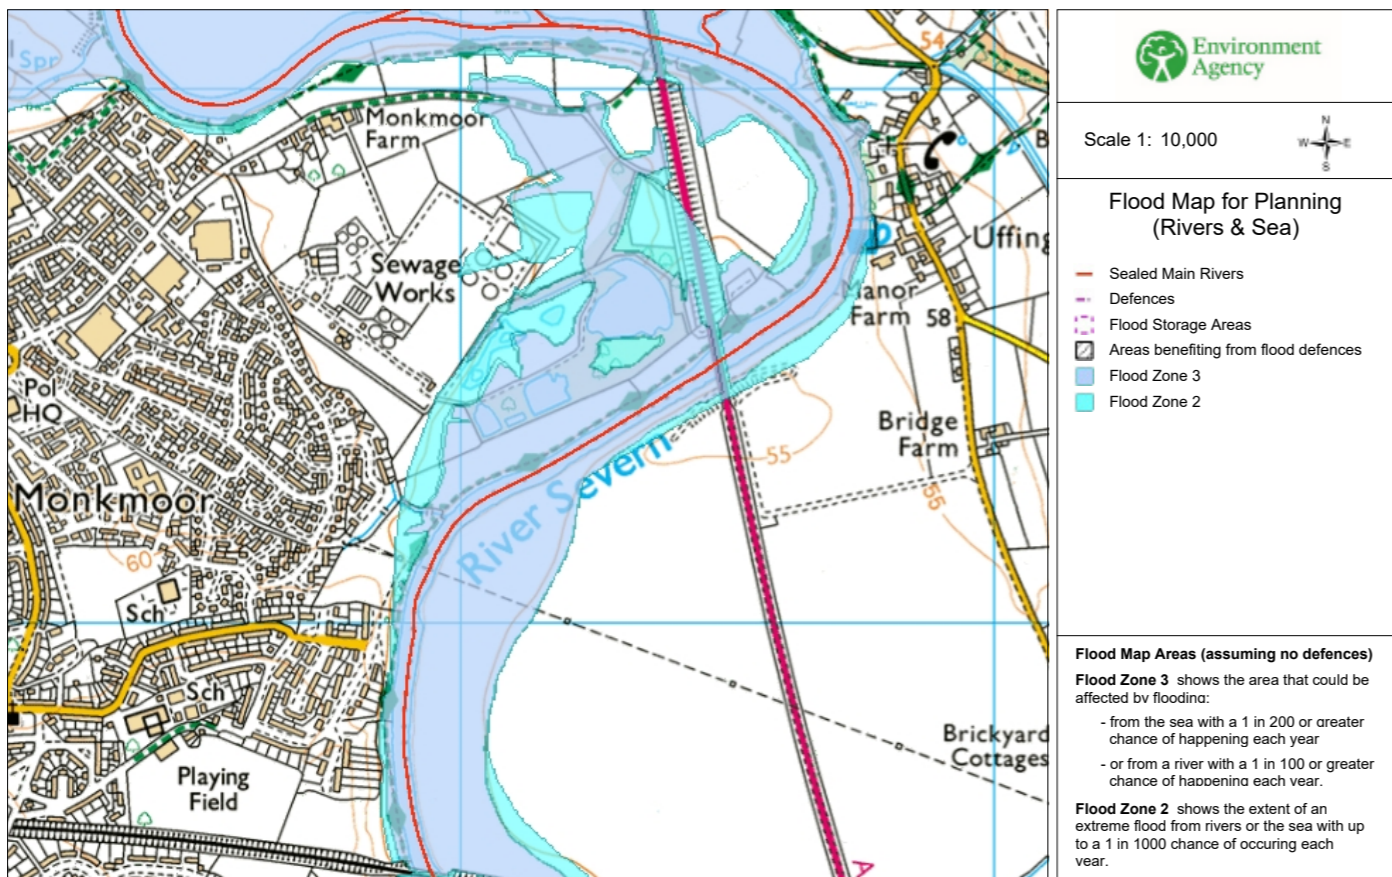 Spr
Monkmoor
Farm
Sewage
Works
Pol
HQ
Monkmoor
60
Sch
Sch
Playing
Field
River Severn
54
B
Uffing
Manor
Farm
58
Bridge
Farm
55
55
Brickyard
Cottages
A
Environment
Agency
Scale 1: 10,000
N
W
E
S
Flood Map for Planning
(Rivers & Sea)
Sealed Main Rivers
Defences
Flood Storage Areas
Areas benefiting from flood defences
Flood Zone 3
Flood Zone 2
Flood Map Areas (assuming no defences)
Flood Zone 3 shows the area that could be
affected by flooding:
- from the sea with a 1 in 200 or greater
chance of happening each year
- or from a river with a 1 in 100 or greater
chance of happening each year.
Flood Zone 2 shows the extent of an
extreme flood from rivers or the sea with up
to a 1 in 1000 chance of occuring each
year.